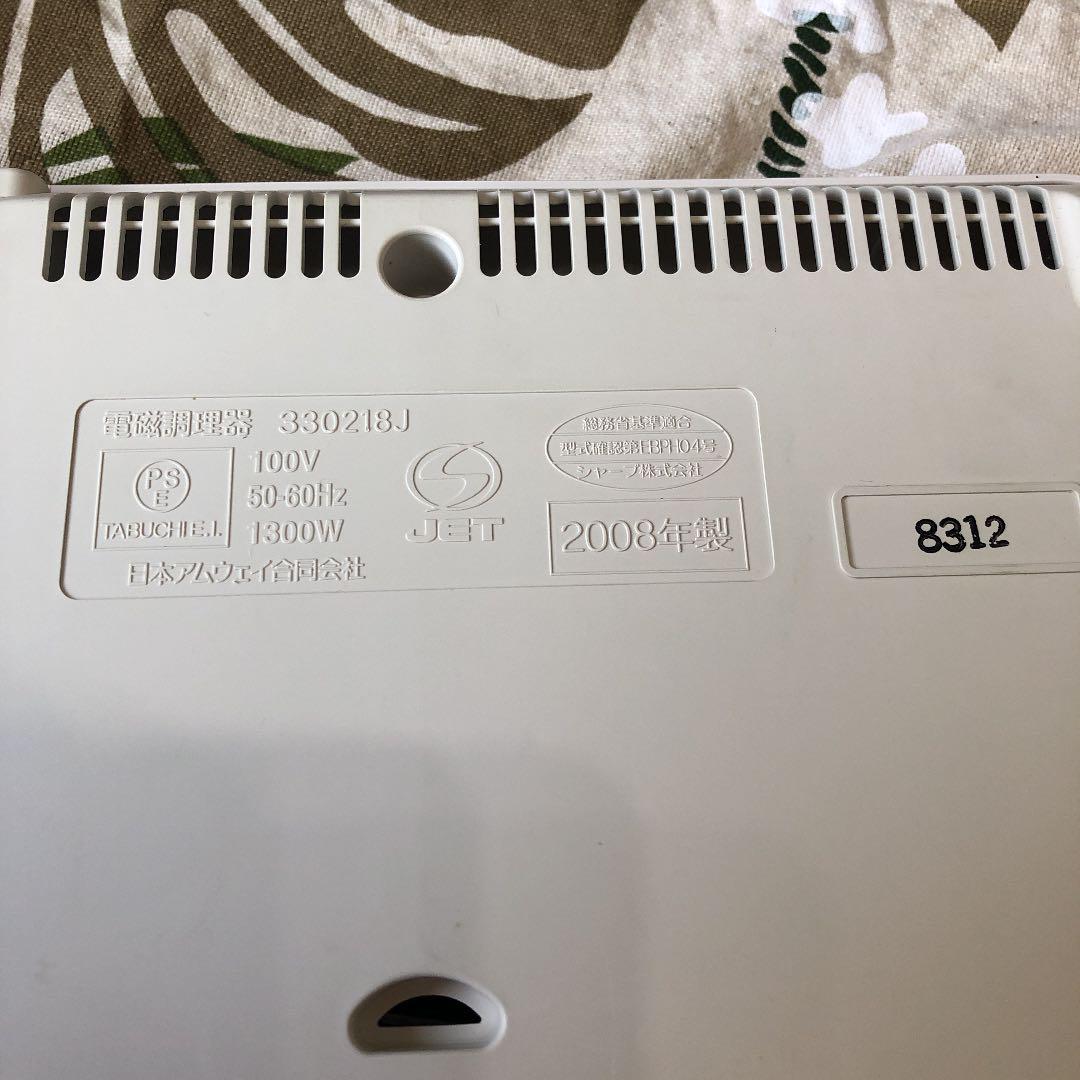 電磁調理器 330218J
PS
E
TABUCHI E.I.
100V
50-60Hz
1300W
日本アムウェイ合同会社
JET
総務省基準適合
型式確認第EBPH04号
シャープ株式会社
2008年製
8312